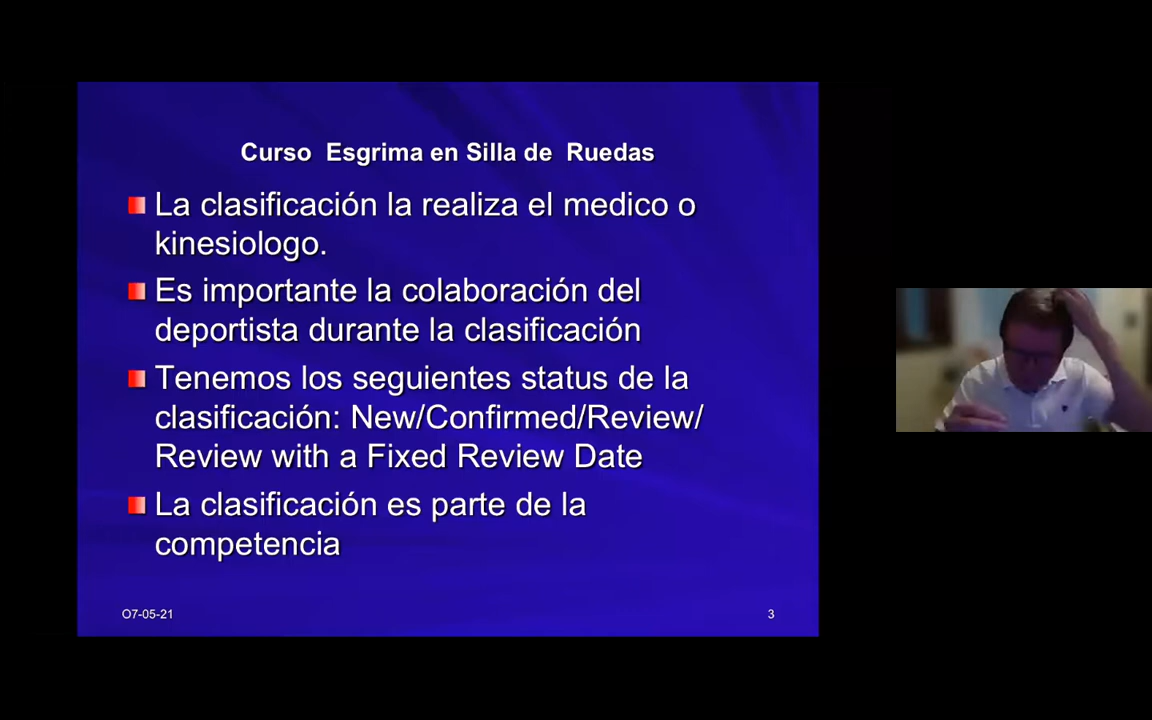 Curso Esgrima en Silla de Ruedas
La clasificación la realiza el medico o
kinesiologo.
Es importante la colaboración del
deportista durante la clasificación
Tenemos los seguientes status de la
clasificación: New/Confirmed/Review/
Review with a Fixed Review Date
La clasificación es parte de la
competencia
O7-05-21
3